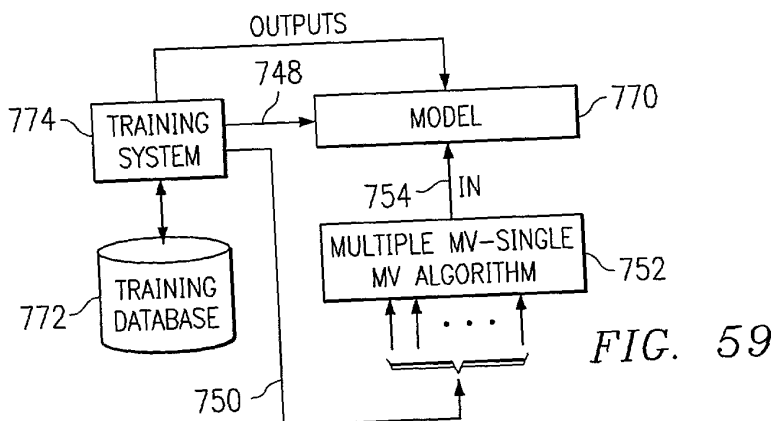 OUTPUTS
748
774
TRAINING
SYSTEM
MODEL
770
754
IN
MULTIPLE MV-SINGLE
MV ALGORITHM
752
772
TRAINING
DATABASE
750
FIG. 59